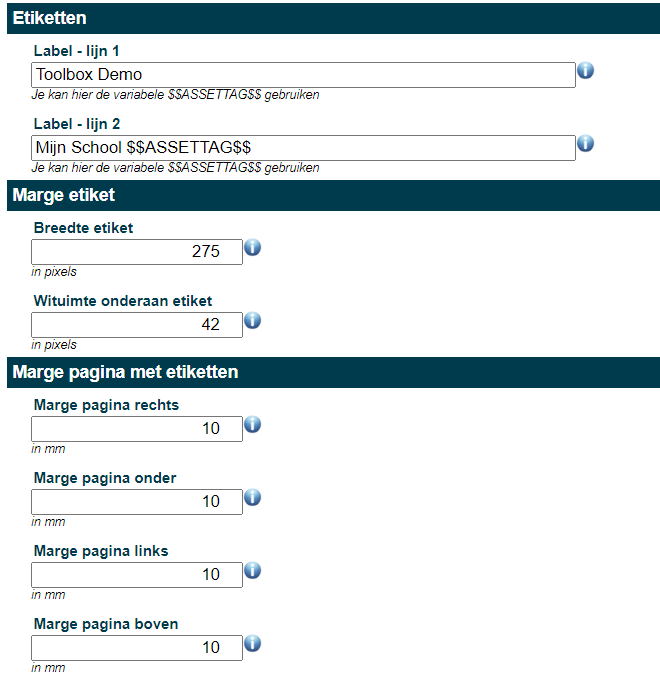 Etiketten
Label - lijn 1
Toolbox Demo
Je kan hier de variabele $$ASSETTAG$$ gebruiken
Label - lijn 2
Mijn School $$ASSETTAG$$
Je kan hier de variabele $$ASSETTAG$$ gebruiken
Marge etiket
Breedte etiket
275
in pixels
Wituimte onderaan etiket
42
in pixels
Marge pagina met etiketten
Marge pagina rechts
10
in mm
Marge pagina onder
10
in mm
Marge pagina links
10
in mm
Marge pagina boven
10
in mm